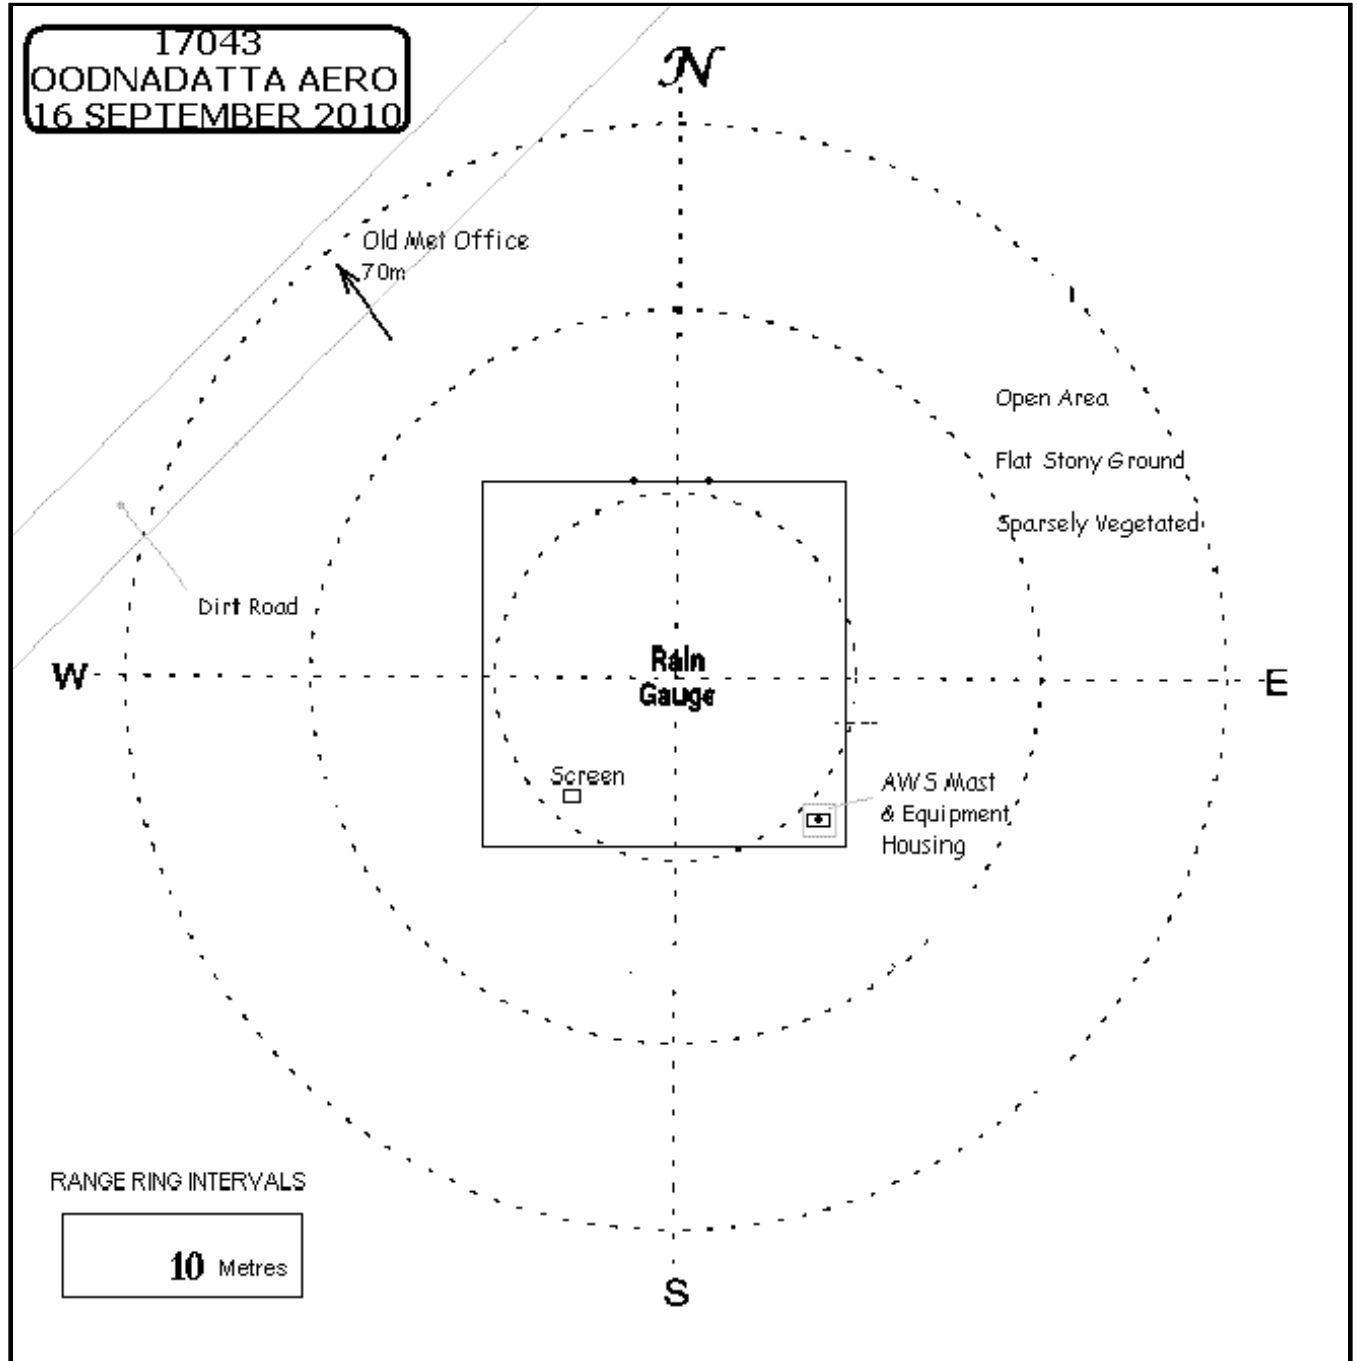 17043
OODNADATTA AERO
16 SEPTEMBER 2010
N
Old Met Office
70m
Open Area
Flat Stony Ground
Sparsely Vegetated
Dirt Road
W
Rain
Gauge
E
Screen
AWS Mast
& Equipment
Housing
RANGE RING INTERVALS
10 Metres
S